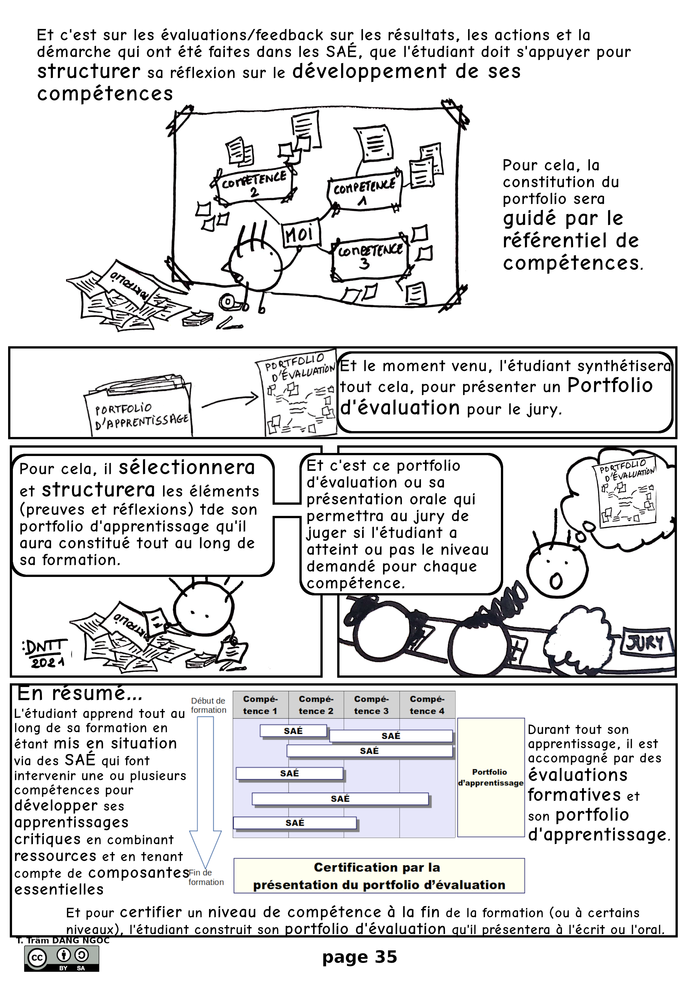 Et c'est sur les évaluations/feedback sur les résultats, les actions et la
démarche qui ont été faites dans les SAÉ, que l'étudiant doit s'appuyer pour
structurer sa réflexion sur le développement de ses
compétences
COMPÉTENCE
2
COMPÉTENCE
1
MOI
COMPÉTENCE
3
PORTFOLIO
Pour cela, la
constitution du
portfolio sera
guidé par le
référentiel de
compétences.
PORTFOLIO
D'APPRENTISSAGE
PORTFOLIO
D'ÉVALUATION
Et le moment venu, l'étudiant synthétisera
tout cela, pour présenter un Portfolio
d'évaluation pour le jury.
Pour cela, il sélectionnera
et structurera les éléments
(preuves et réflexions) tde son
portfolio d'apprentissage qu'il
aura constitué tout au long de
sa formation.
PORTFOLIO
:DNTT
2021
Et c'est ce portfolio
d'évaluation ou sa
présentation orale qui
permettra au jury de
juger si l'étudiant a
atteint ou pas le niveau
demandé pour chaque
compétence.
PORTFOLIO
D'ÉVALUATION
JURY
En résumé...
L'étudiant apprend tout au
long de sa formation en
étant mis en situation
via des SAÉ qui font
intervenir une ou plusieurs
compétences pour
développer ses
apprentissages
critiques en combinant
ressources et en tenant
compte de composantes
essentielles
Début de
formation
Fin de
formation
Compé-
tence 1
Compé-
tence 2
Compé-
tence 3
Compé-
tence 4
SAÉ
SAÉ
SAÉ
SAÉ
SAÉ
SAÉ
Portfolio
d'apprentissage
Certification par la
présentation du portfolio d'évaluation
Durant tout son
apprentissage, il est
accompagné par des
évaluations
formatives et
son portfolio
d'apprentissage.
Et pour certifier un niveau de compétence à la fin de la formation (ou à certains
niveaux), l'étudiant construit son portfolio d'évaluation qu'il présentera à l'écrit ou l'oral.
T. Trâm DANG NGOC
cc
BY SA
page 35